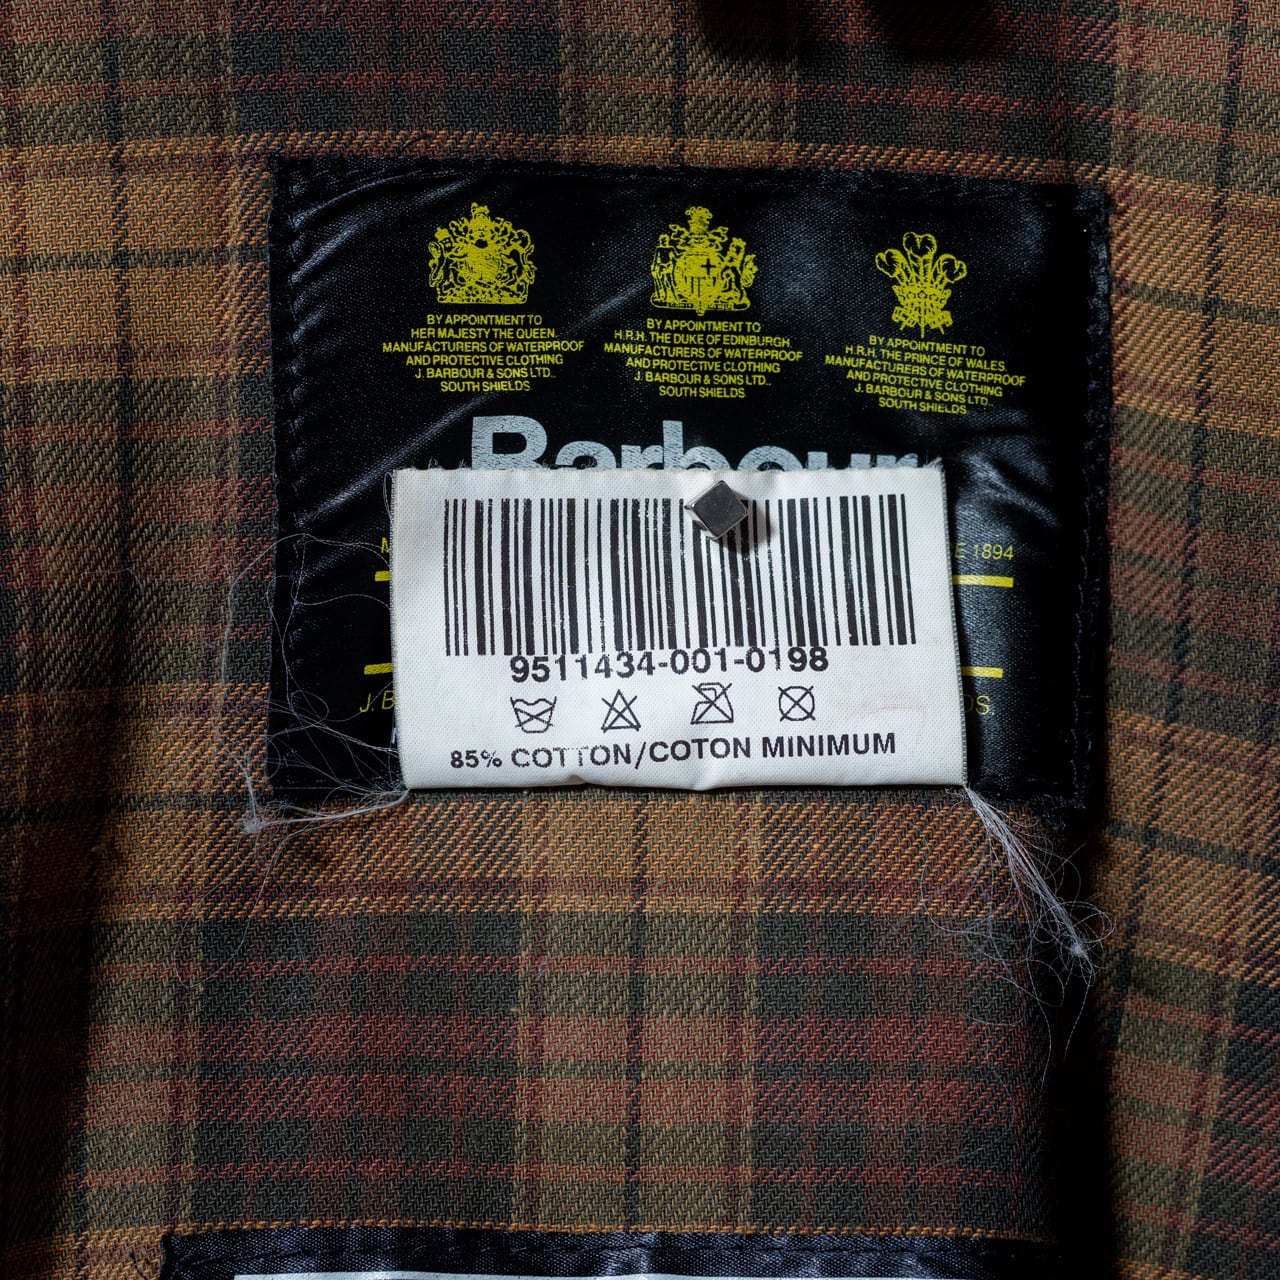 BY APPOINTMENT TO
HER MAJESTY THE QUEEN.
MANUFACTURERS OF WATERPROOF
AND PROTECTIVE CLOTHING
J. BARBOUR & SONS LTD.,
SOUTH SHIELDS.
BY APPOINTMENT TO
H.R.H. THE DUKE OF EDINBURGH
MANUFACTURERS OF WATERPROOF
AND PROTECTIVE CLOTHING
J. BARBOUR & SONS LTD.,
SOUTH SHIELDS.
BY APPOINTMENT TO
H.R.H. THE PRINCE OF WALES.
MANUFACTURERS OF WATERPROOF
AND PROTECTIVE CLOTHING
J. BARBOUR & SONS LTD.,
SOUTH SHIELDS.
Barbour
1894
9511434-001-0198
85% COTTON/COTON MINIMUM